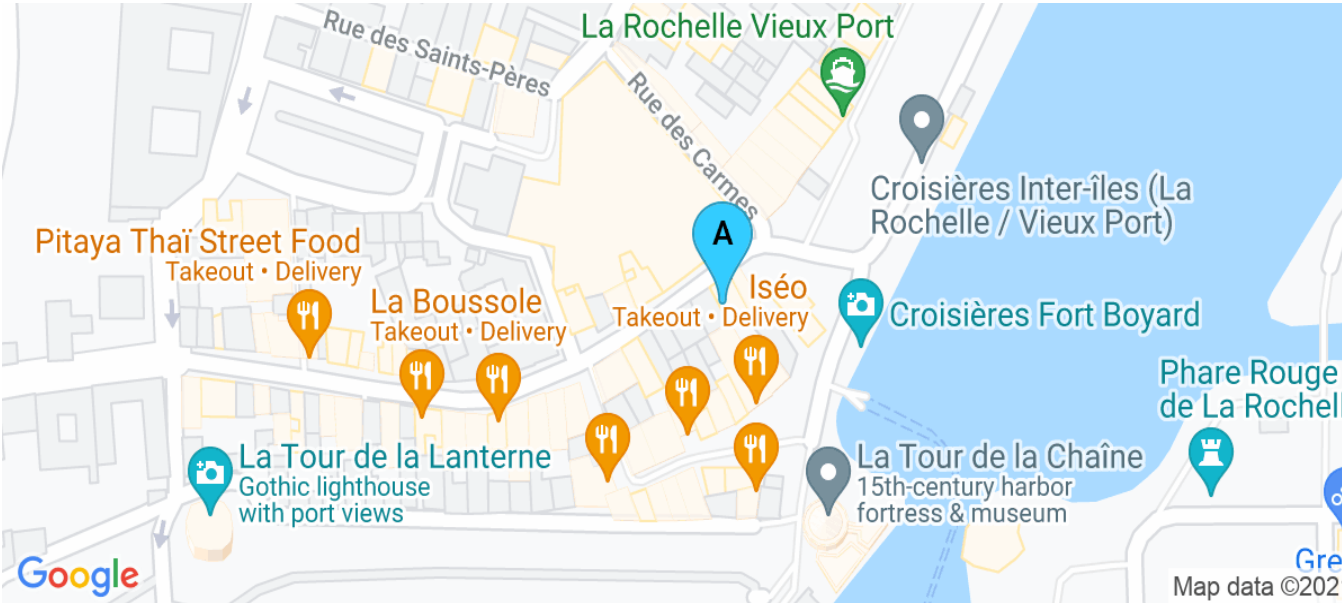 La Rochelle Vieux Port
Rue des Saints-Pères
Rue des Carmes
Croisières Inter-îles (La
Rochelle / Vieux Port)
A
Pitaya Thaï Street Food
Takeout • Delivery
La Boussole
Takeout • Delivery
Iséo
Takeout • Delivery
Croisières Fort Boyard
Phare Rouge
de La Rochell
La Tour de la Lanterne
Gothic lighthouse
with port views
La Tour de la Chaîne
15th-century harbor
fortress & museum
Gre
Google
Map data ©202